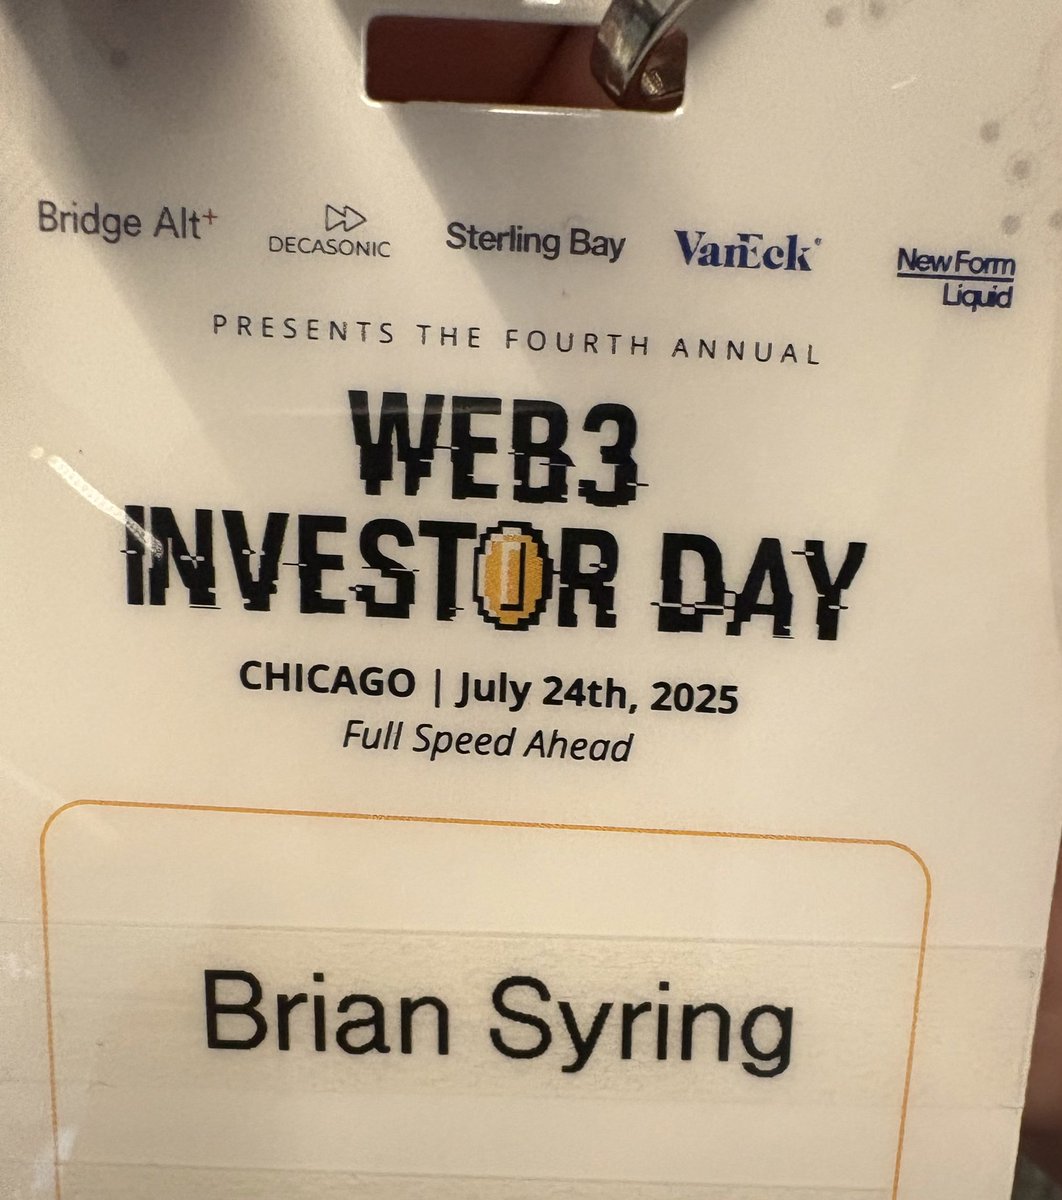 Bridge Alt+ DECASONIC Sterling Bay VanEck® New Form
Liquid
PRESENTS THE FOURTH ANNUAL
WEB3
INVESTOR DAY
CHICAGO | July 24th, 2025
Full Speed Ahead
Brian Syring